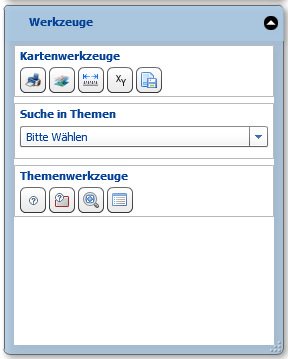 Werkzeuge
Kartenwerkzeuge
XY
Suche in Themen
Bitte Wählen
Themenwerkzeuge
? ?